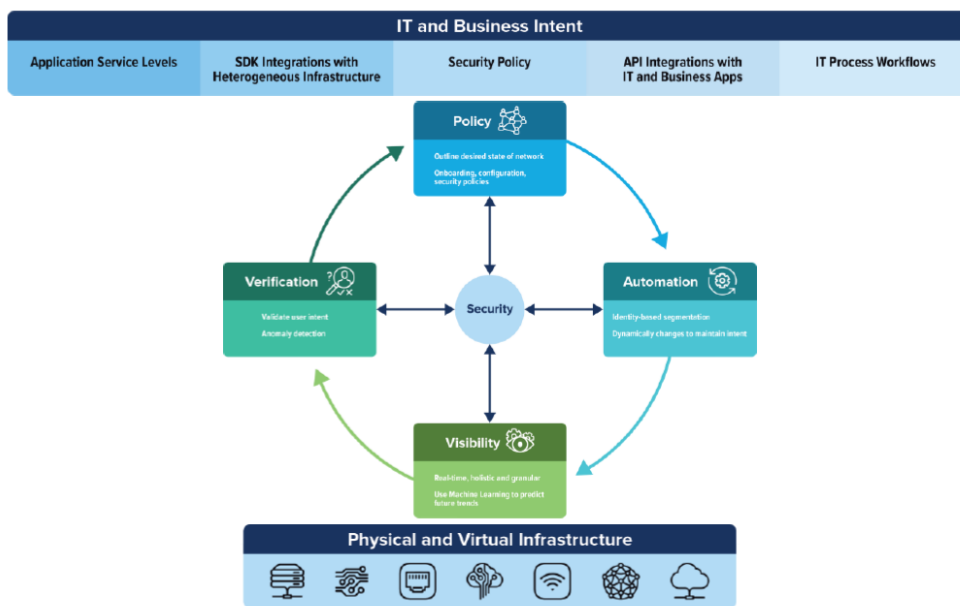 IT and Business Intent
Application Service Levels
SDK Integrations with
Heterogeneous Infrastructure
Security Policy
API Integrations with
IT and Business Apps
IT Process Workflows
Policy
Outline desired state of network
Onboarding, configuration,
security policies
Verification
Validate user intent
Anomaly detection
Security
Automation
Identity-based segmentation
Dynamically changes to maintain intent
Visibility
Real-time, holistic and granular
Use Machine Learning to predict
future trends
Physical and Virtual Infrastructure